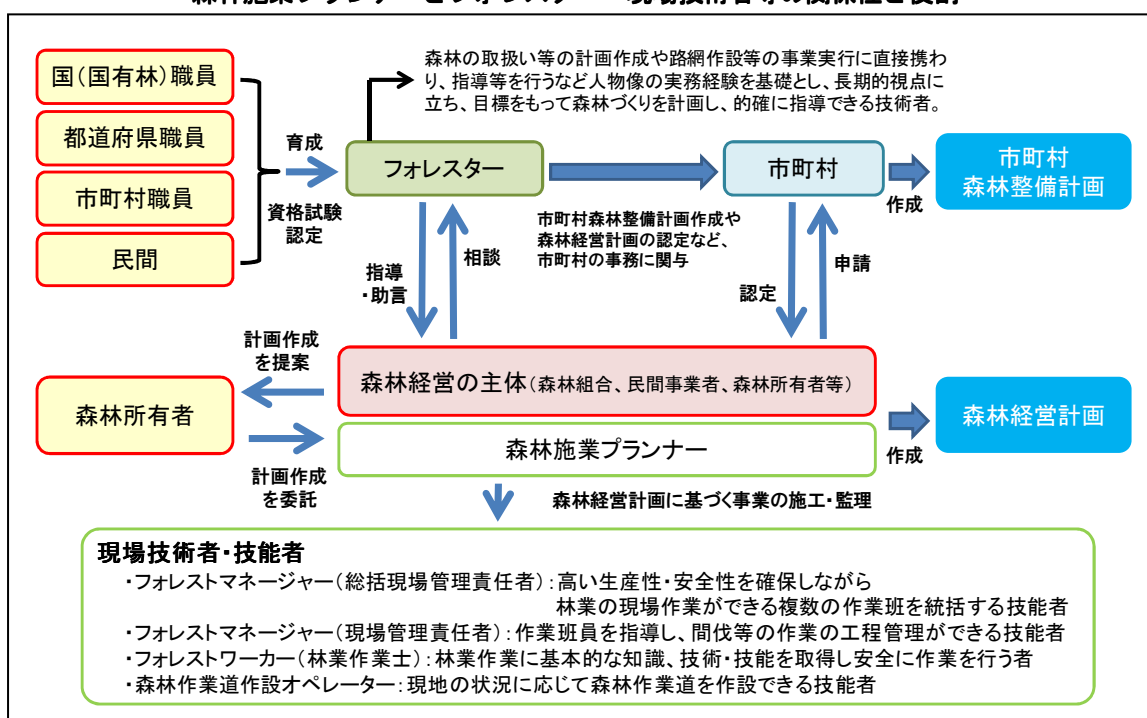 国(国有林)職員
都道府県職員
市町村職員
民間
育成
資格試験
認定
森林の取扱い等の計画作成や路網作設等の事業実行に直接携わ
り、指導等を行うなど人物像の実務経験を基礎とし、長期的視点に
立ち、目標をもって森林づくりを計画し、的確に指導できる技術者。
フォレスター
市町村
作成
市町村
森林整備計画
市町村森林整備計画作成や
森林経営計画の認定など、
市町村の事務に関与
指導
・助言
相談
認定
申請
計画作成
を提案
森林所有者
計画作成
を委託
森林経営の主体(森林組合、民間事業者、森林所有者等)
森林施業プランナー
作成
森林経営計画
森林経営計画に基づく事業の施工・監理
現場技術者・技能者
・フォレストマネージャー(総括現場管理責任者):高い生産性・安全性を確保しながら
林業の現場作業ができる複数の作業班を統括する技能者
・フォレストマネージャー(現場管理責任者):作業班員を指導し、間伐等の作業の工程管理ができる技能者
・フォレストワーカー(林業作業士):林業作業に基本的な知識、技術・技能を取得し安全に作業を行う者
・森林作業道作設オペレーター:現地の状況に応じて森林作業道を作設できる技能者